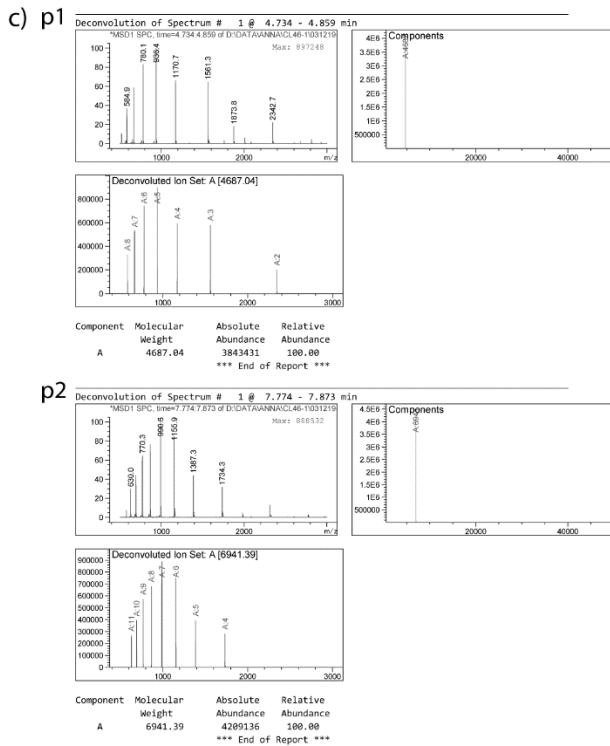 c) p1
Deconvolution of Spectrum # 1 @ 4.734 - 4.859 min
*MSD1 SPC, time=4.734:4.859 of D:\DATA\ANNA\CL46-1\031219
Max: 897248
100
80
60
40
20
0
584.9
780.1
936.4
1170.7
1561.3
1873.8
2342.7
1000
2000
m/z
Components
4E6
3.5E6
3E6
2.5E6
2E6
1.5E6
1E6
500000
20000
40000
Deconvoluted Ion Set: A [4687.04]
800000
600000
400000
200000
0
A:8
A:7
A:6
A:5
A:4
A:3
A:2
1000
2000
3000
Component Molecular Weight Absolute Abundance Relative Abundance
A 4687.04 3843431 100.00
*** End of Report ***
p2
Deconvolution of Spectrum # 1 @ 7.774 - 7.873 min
*MSD1 SPC, time=7.774:7.873 of D:\DATA\ANNA\CL46-1\031219
Max: 888532
100
80
60
40
20
0
630.0
770.3
990.6
1155.9
1387.3
1734.3
1000
2000
m/z
Components
4.5E6
4E6
3.5E6
3E6
2.5E6
2E6
1.5E6
1E6
500000
20000
40000
Deconvoluted Ion Set: A [6941.39]
900000
800000
700000
600000
500000
400000
300000
200000
100000
0
A:11
A:10
A:9
A:8
A:7
A:6
A:5
A:4
1000
2000
3000
Component Molecular Weight Absolute Abundance Relative Abundance
A 6941.39 4209136 100.00
*** End of Report ***